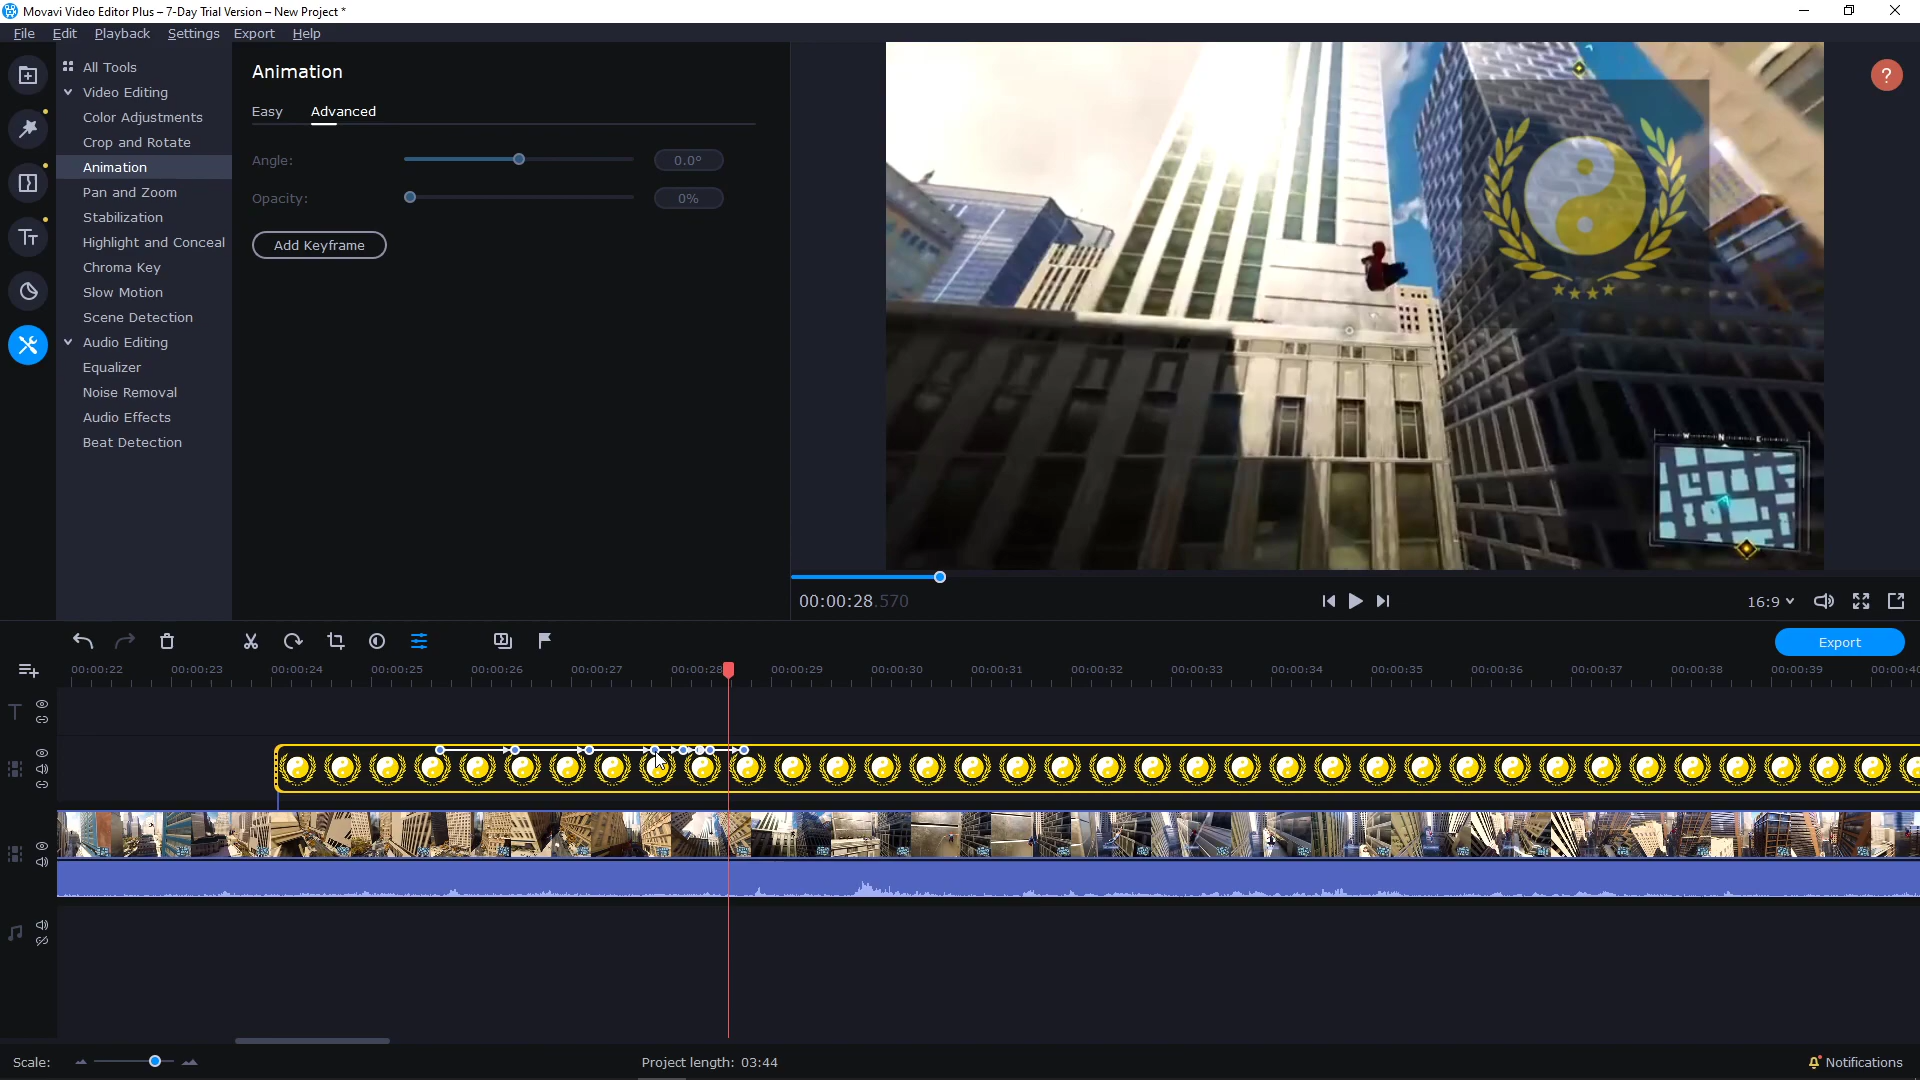 Movavi Video Editor Plus – 7-Day Trial Version – New Project *
File Edit Playback Settings Export Help
All Tools
Video Editing
Color Adjustments
Crop and Rotate
Animation
Pan and Zoom
Stabilization
Highlight and Conceal
Chroma Key
Slow Motion
Scene Detection
Audio Editing
Equalizer
Noise Removal
Audio Effects
Beat Detection
Animation
Easy Advanced
Angle: 0.0°
Opacity: 0%
Add Keyframe
W N E
?
00:00:28.570
16:9
Export
00:00:22 00:00:23 00:00:24 00:00:25 00:00:26 00:00:27 00:00:28 00:00:29 00:00:30 00:00:31 00:00:32 00:00:33 00:00:34 00:00:35 00:00:36 00:00:37 00:00:38 00:00:39 00:00:40
Scale:
Project length: 03:44
Notifications